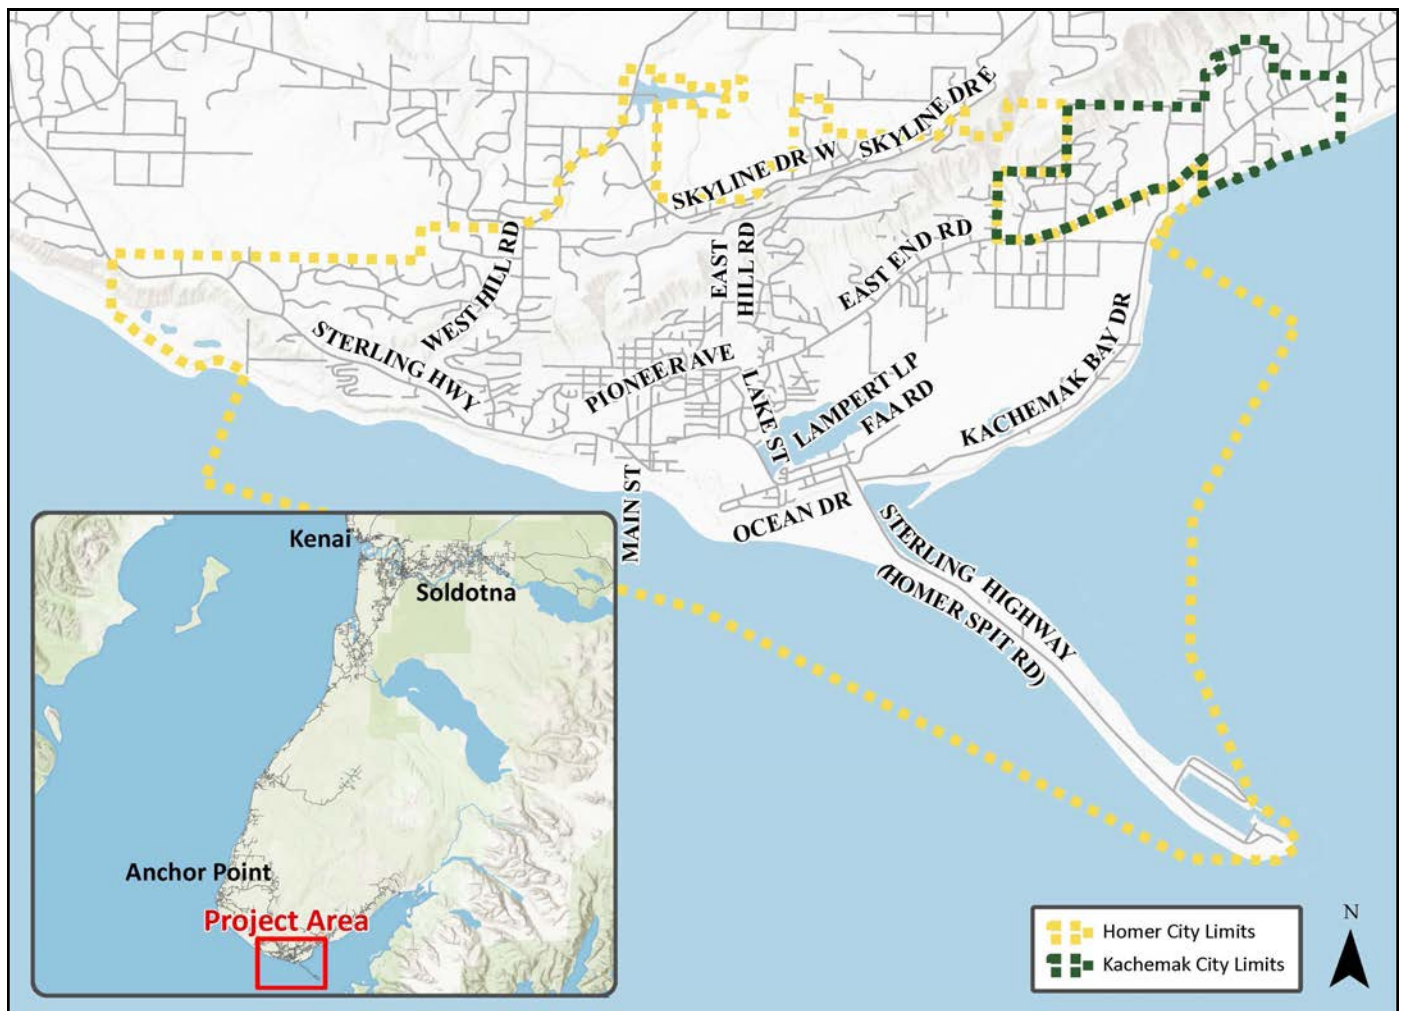 SKYLINE DR E
SKYLINE DR W
WEST HILL RD
EAST
HILL RD
EAST END RD
STERLING HWY
PIONEER AVE
LAKE ST
LAMPERT LP
FAA RD
KACHEMAK BAY DR
MAIN ST
OCEAN DR
STERLING HIGHWAY
(HOMER SPIT RD)
Kenai
Soldotna
Anchor Point
Project Area
Homer City Limits
Kachemak City Limits
N